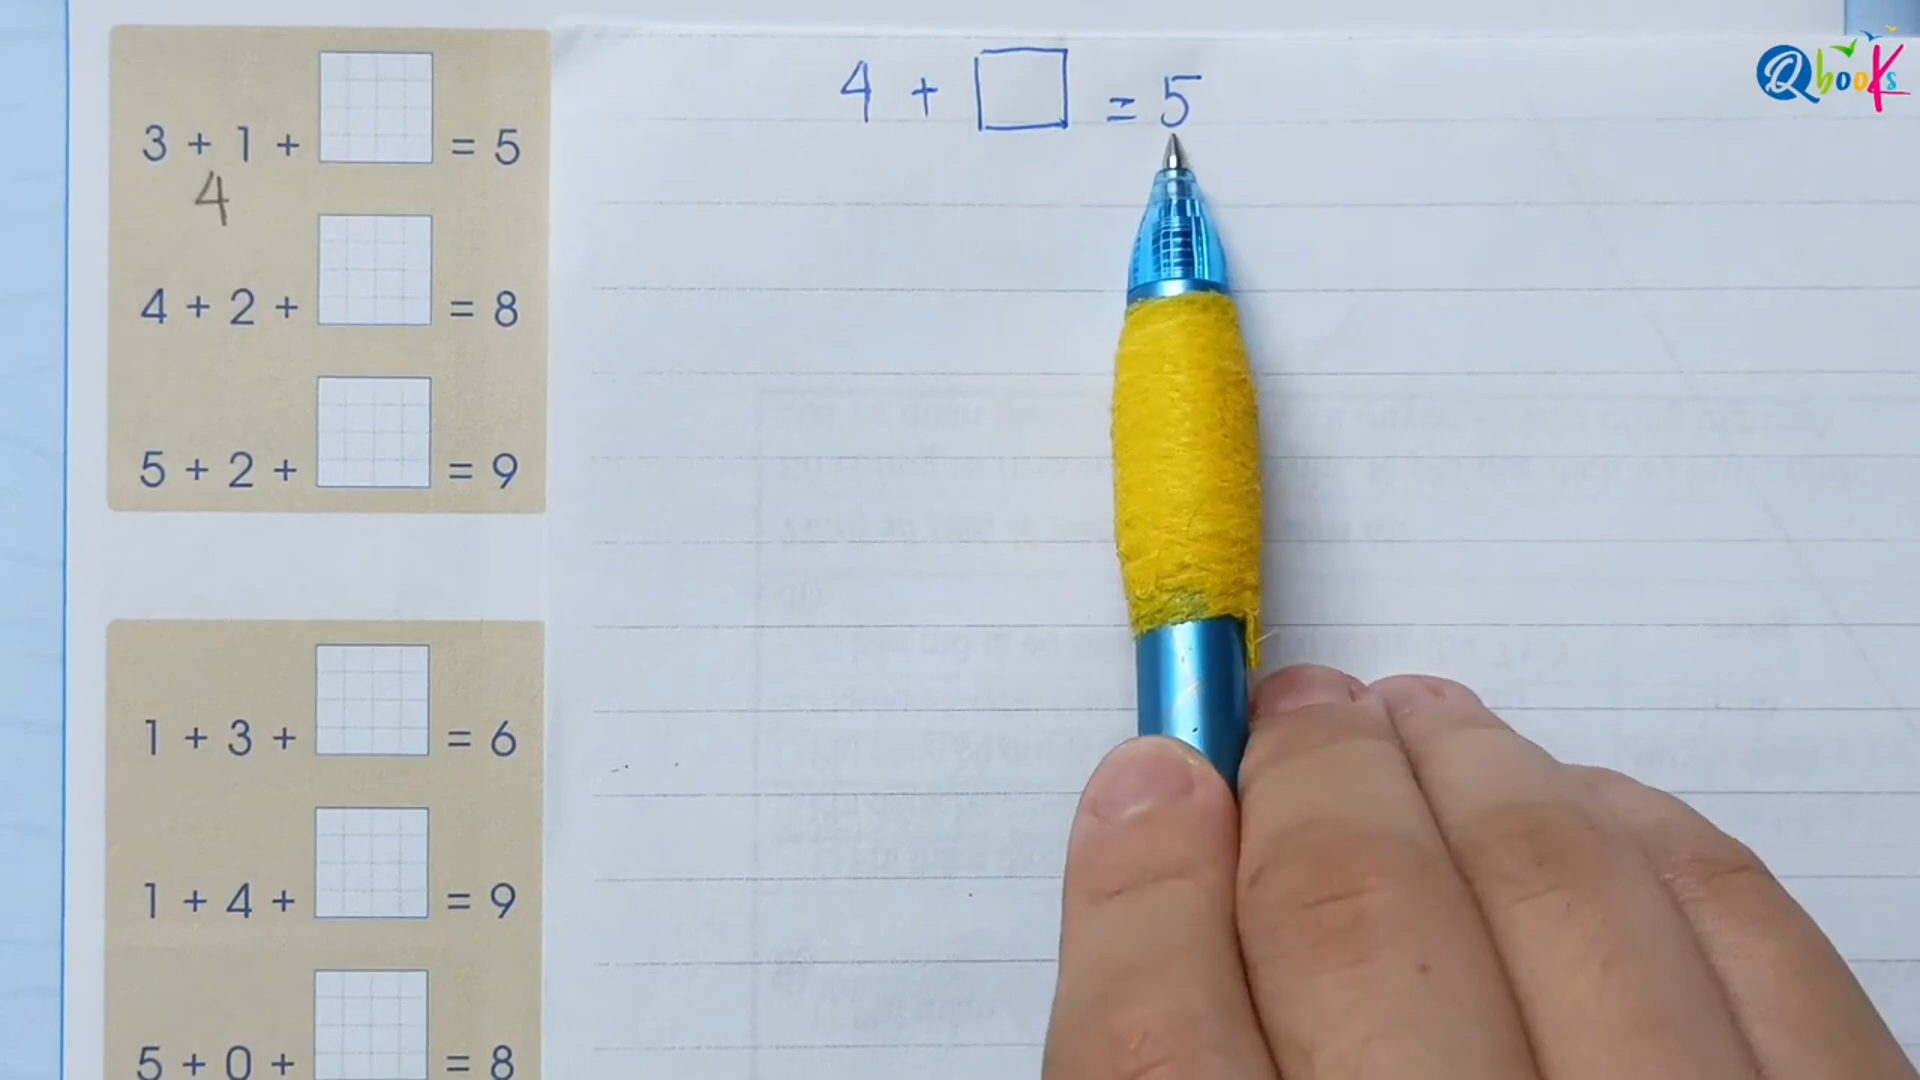 3 + 1 + = 5
4
4 + 2 + = 8
5 + 2 + = 9
1 + 3 + = 6
1 + 4 + = 9
5 + 0 + = 8
4 + = 5
Qbooks